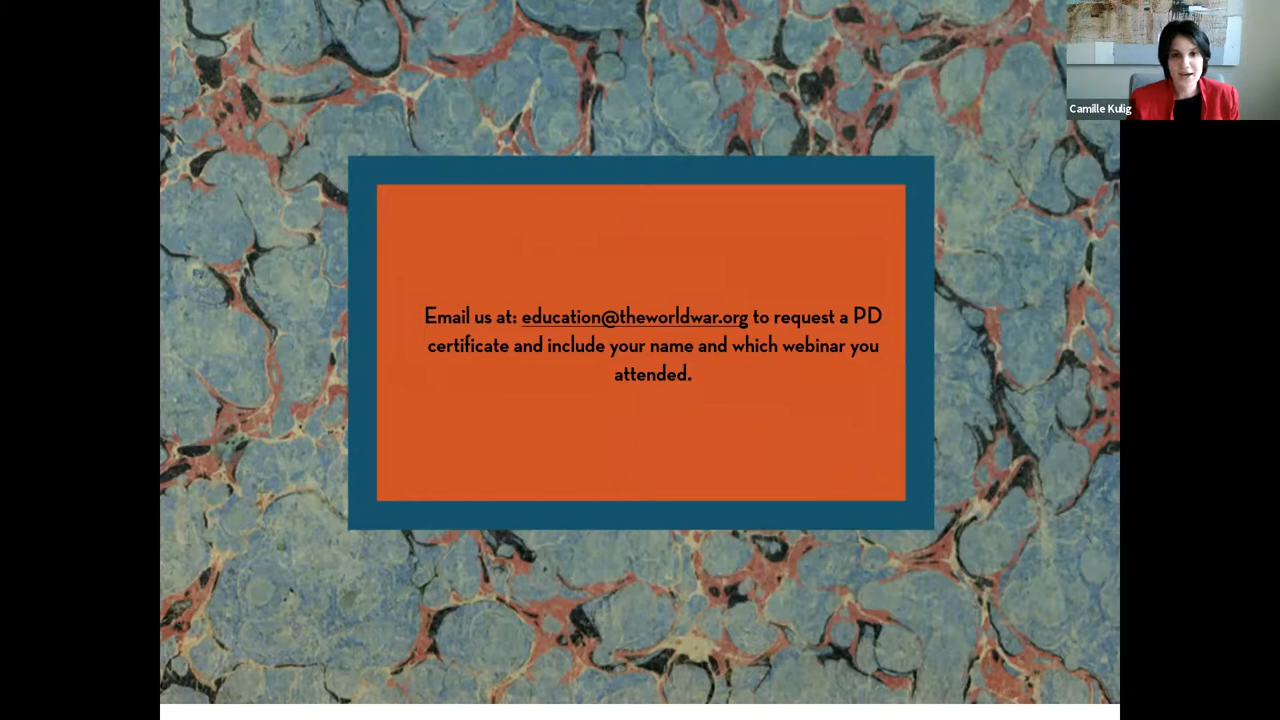 Camille Kulig
Email us at: education@theworldwar.org to request a PD
certificate and include your name and which webinar you
attended.